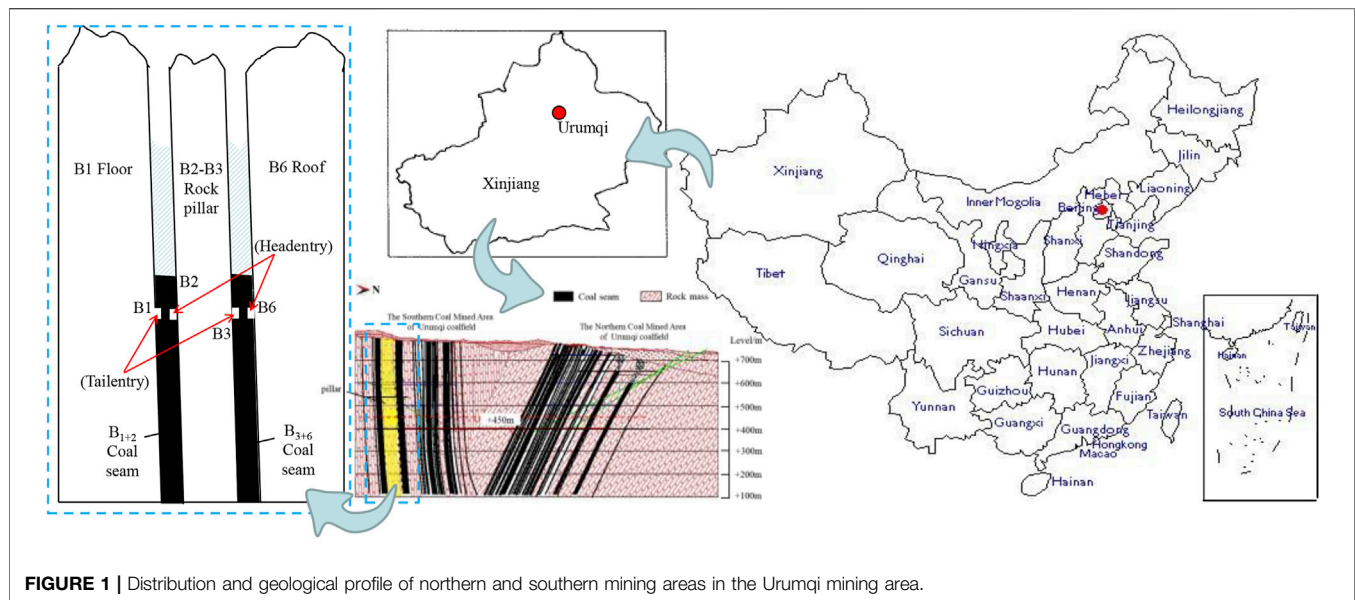 B1 Floor
B2-B3
Rock
pillar
B6 Roof
(Headentry)
B2
B1
B6
B3
(Tailentry)
B1+2
Coal
seam
B3+6
Coal
seam
Urumqi
Xinjiang
N
Coal seam
Rock mass
The Southern Coal Mined Area
of Urumqi coalfield
The Northern Coal Mined Area
of Urumqi coalfield
Level/m
+700m
+600m
+500m
+400m
+300m
+200m
+100m
pillar
+450m
Heilongjiang
Jilin
Liaoning
Xinjiang
Inner Mogolia
Hebei
Beijing
Tianjing
Ningxia
Shanxi
Shandong
Tibet
Qinghai
Gansu
Shaanxi
Henan
Jiangsu
Sichuan
Hubei
Anhui
Shanghai
Zhejiang
Hunan
Jiangxi
Guizhou
Fujian
Yunnan
Guangxi
Guangdong
Taiwan
Hongkong
Macao
Hainan
Taiwan
Hainan
South China Sea
FIGURE 1 | Distribution and geological profile of northern and southern mining areas in the Urumqi mining area.